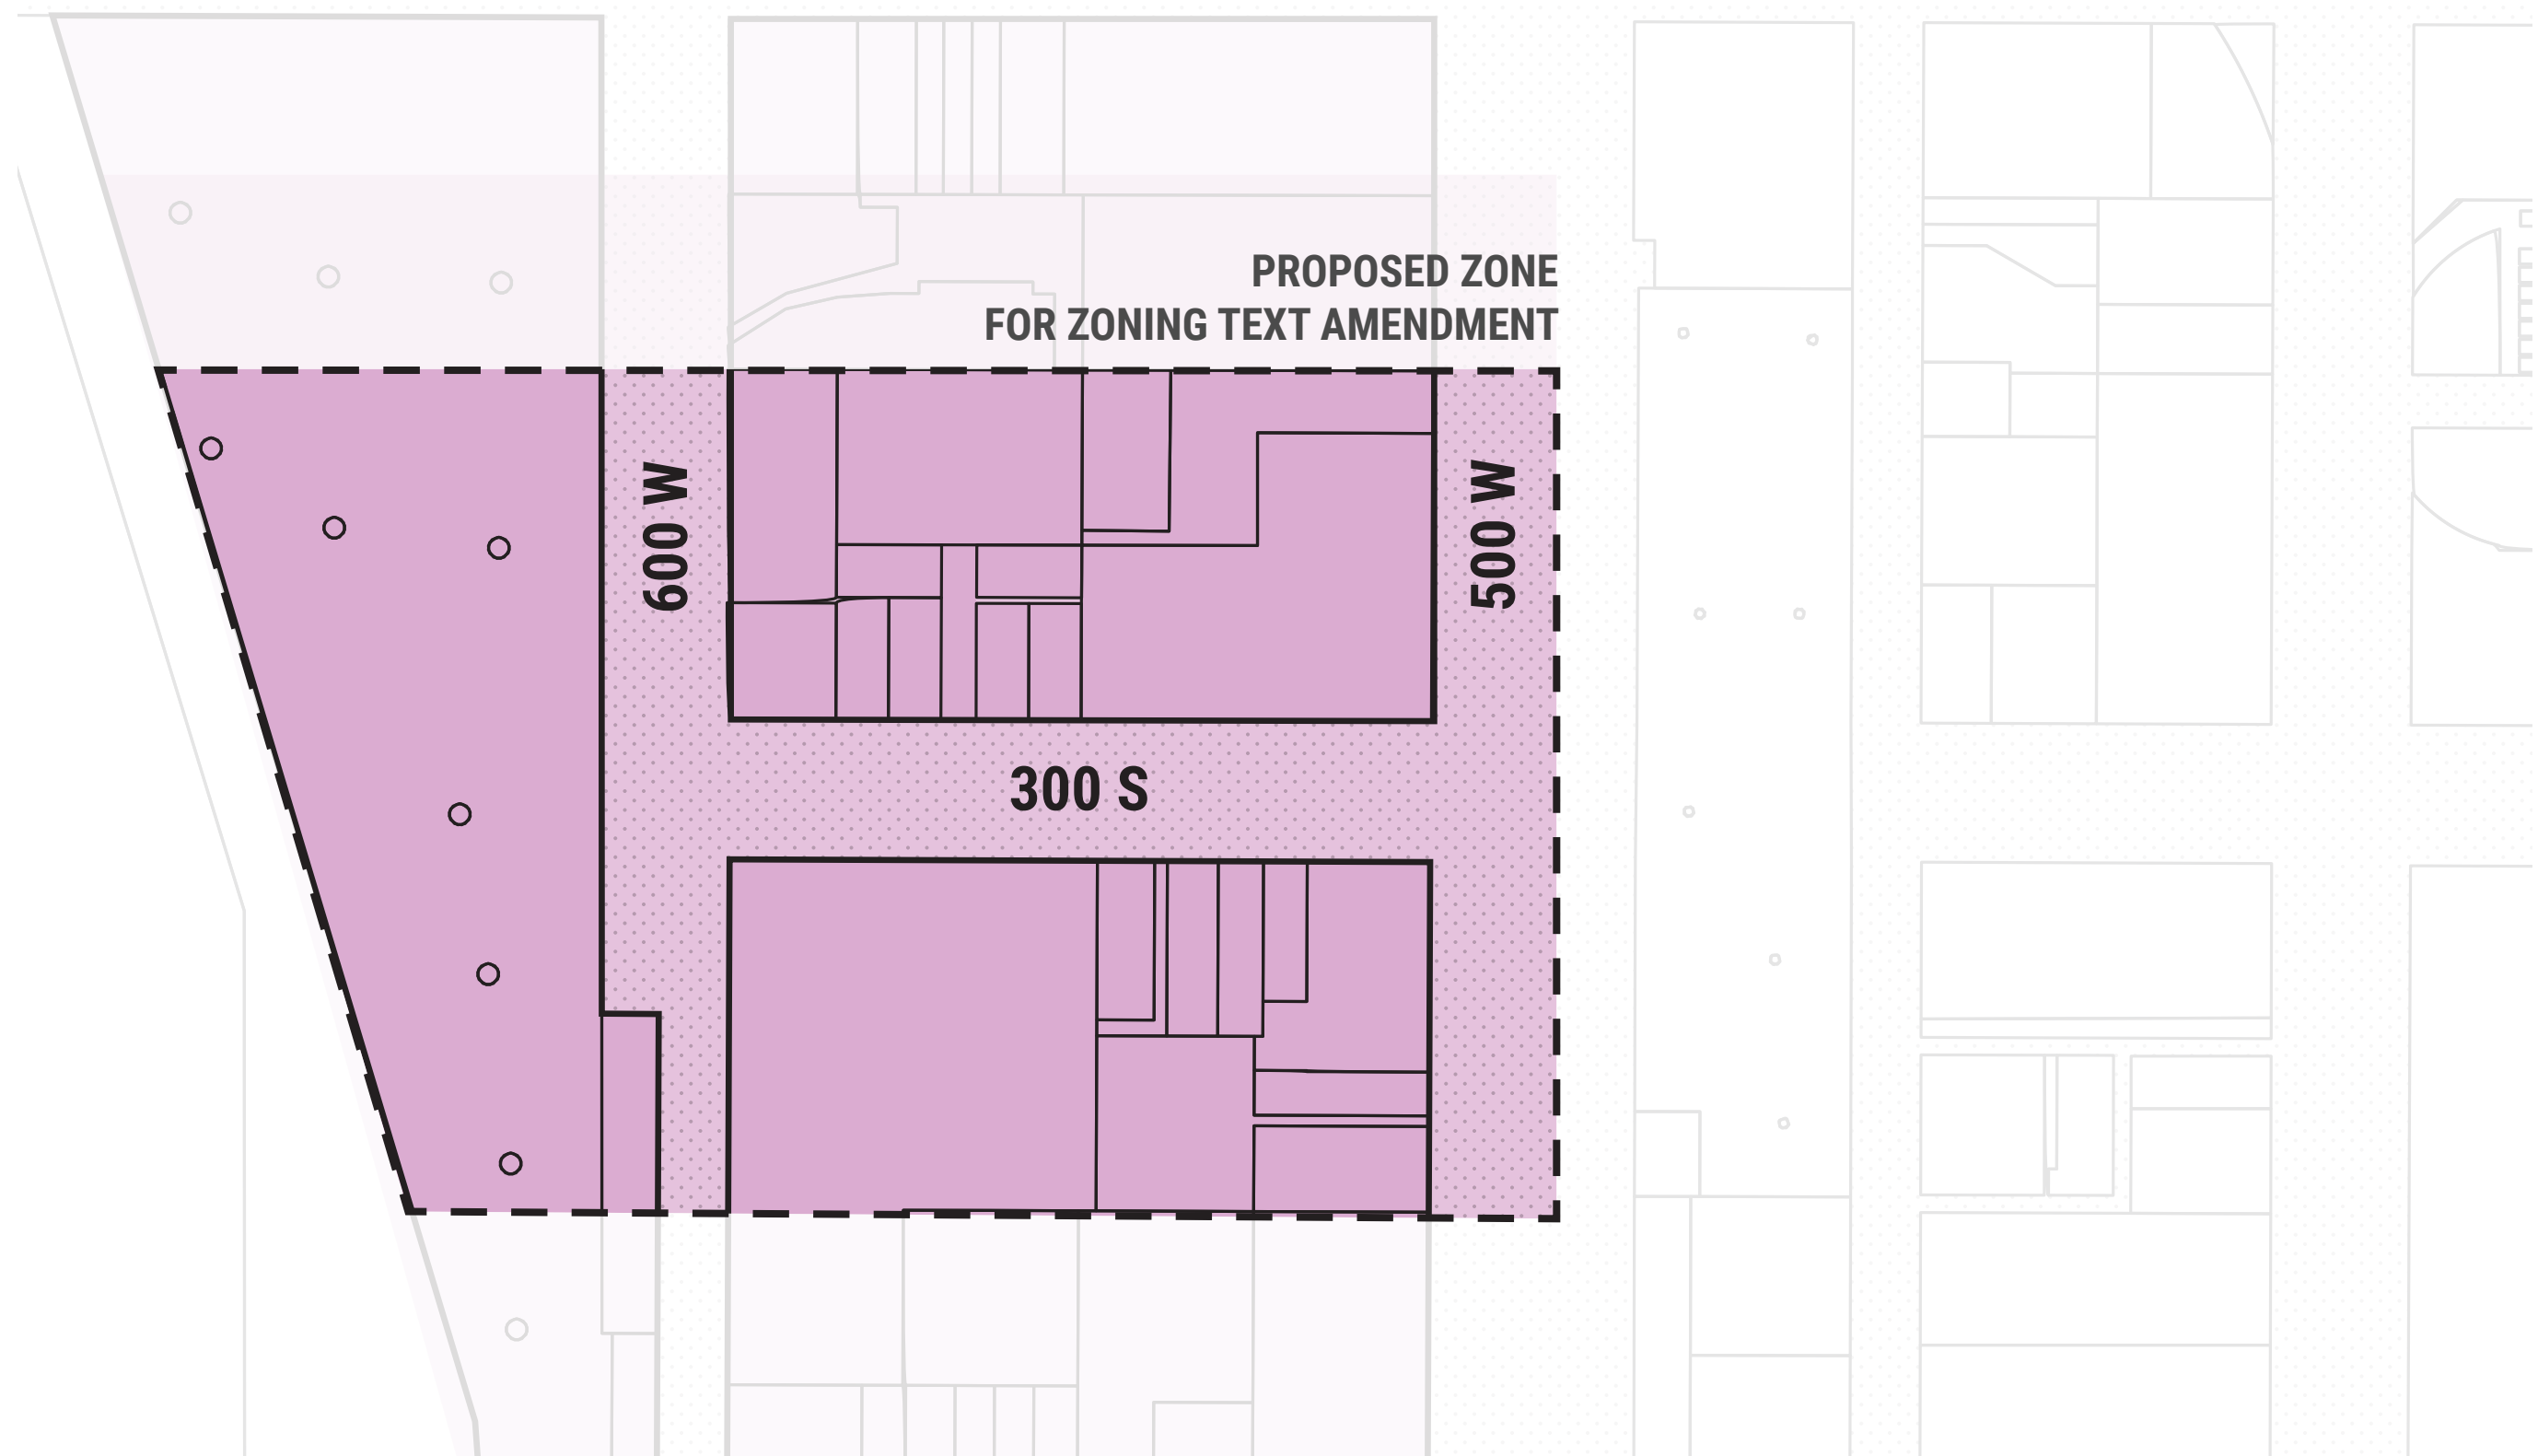 PROPOSED ZONE
FOR ZONING TEXT AMENDMENT
600 W
500 W
300 S